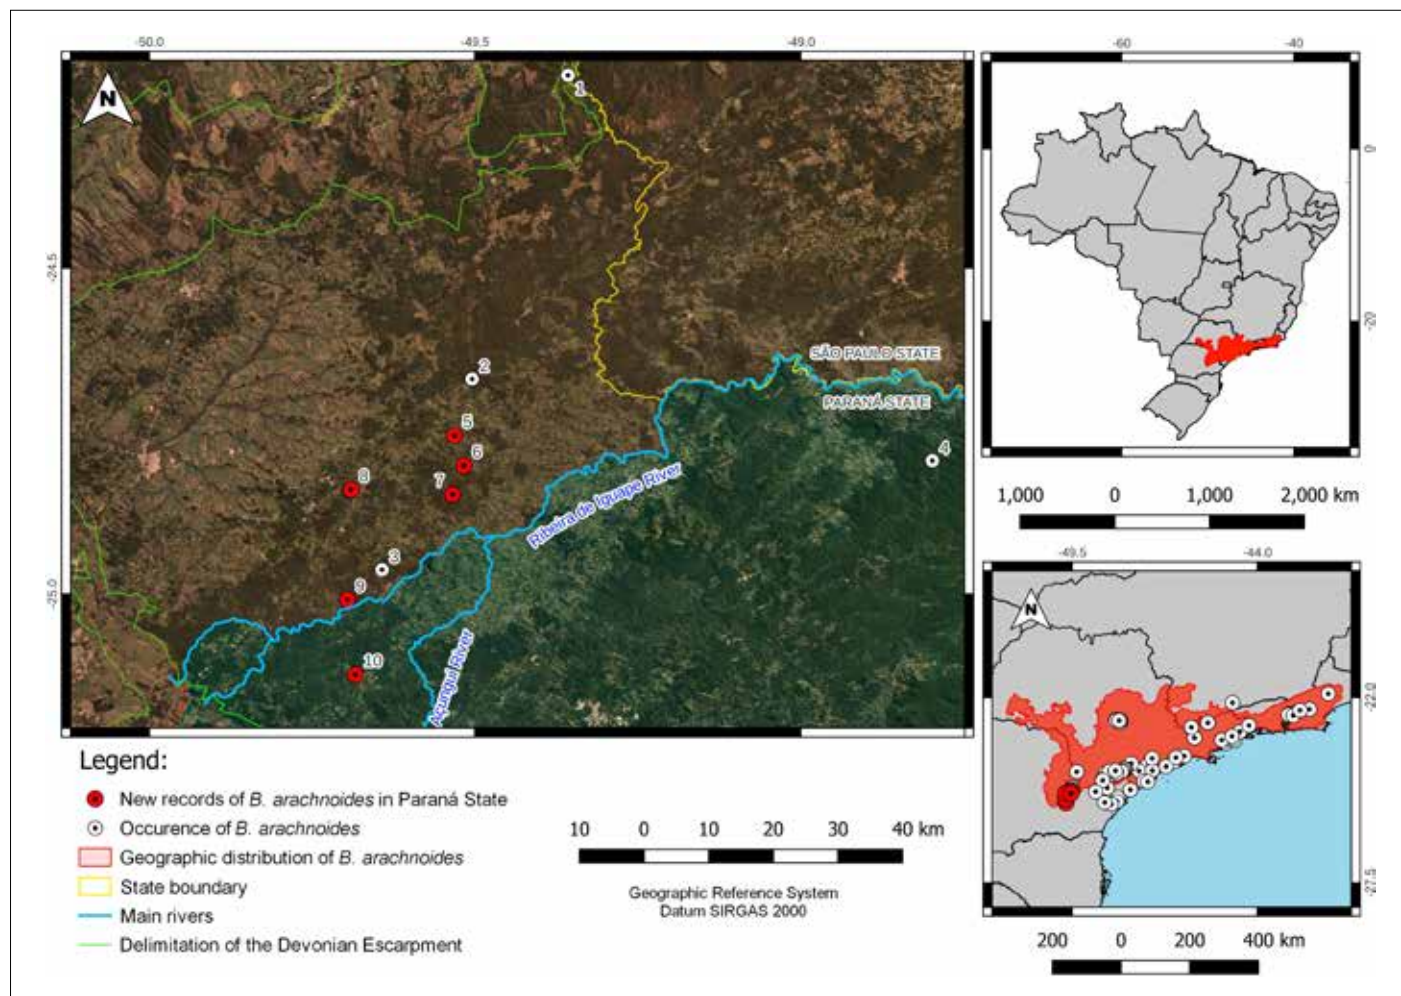 -50.0
-49.5
-49.0
N
1
-24.5
2
SÃO PAULO STATE
PARANÁ STATE
5
6
4
8
7
Ribeira de Iguape River
3
9
-25.0
10
Açungui River
-60
-40
0
-20
1,000 0 1,000 2,000 km
-49.5
-44.0
N
-22.0
-27.5
200 0 200 400 km
Legend:
New records of B. arachnoides in Paraná State
Occurence of B. arachnoides
Geographic distribution of B. arachnoides
State boundary
Main rivers
Delimitation of the Devonian Escarpment
10 0 10 20 30 40 km
Geographic Reference System
Datum SIRGAS 2000